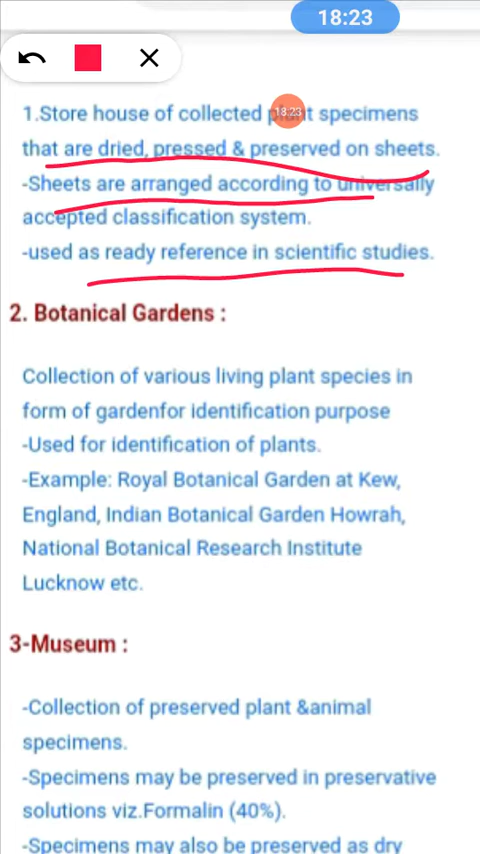 18:23
1.Store house of collected plant specimens
18:23
that are dried, pressed & preserved on sheets.
-Sheets are arranged according to universally
accepted classification system.
-used as ready reference in scientific studies.
2. Botanical Gardens :
Collection of various living plant species in
form of gardenfor identification purpose
-Used for identification of plants.
-Example: Royal Botanical Garden at Kew,
England, Indian Botanical Garden Howrah,
National Botanical Research Institute
Lucknow etc.
3-Museum :
-Collection of preserved plant &animal
specimens.
-Specimens may be preserved in preservative
solutions viz.Formalin (40%).
-Specimens may also be preserved as dry